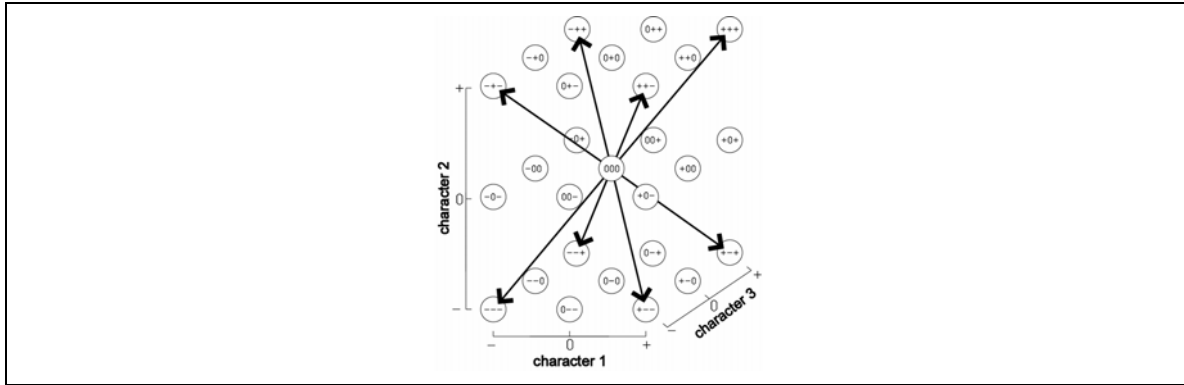 -++ 0++ +++
-+0 0+0 ++0
+ -+- 0+- ++-
-0+ 00+ +0+
-00 000 +00
character 2
0 -0- 00- +0-
--+ 0-+ +-+
--0 0-0 +-0
+
0
-
character 3
- --- 0-- +--
- 0 +
character 1